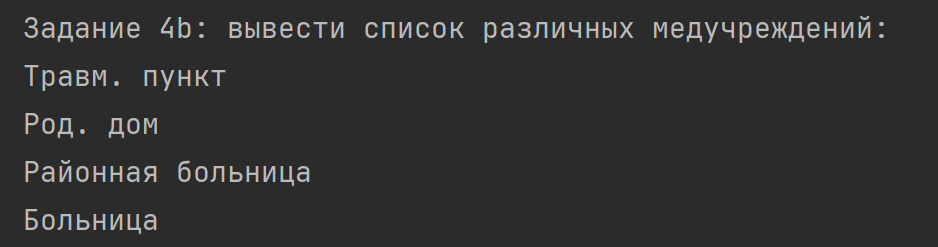 Задание 4b: вывести список различных медучреждений:
Травм. пункт
Род. дом
Районная больница
Больница